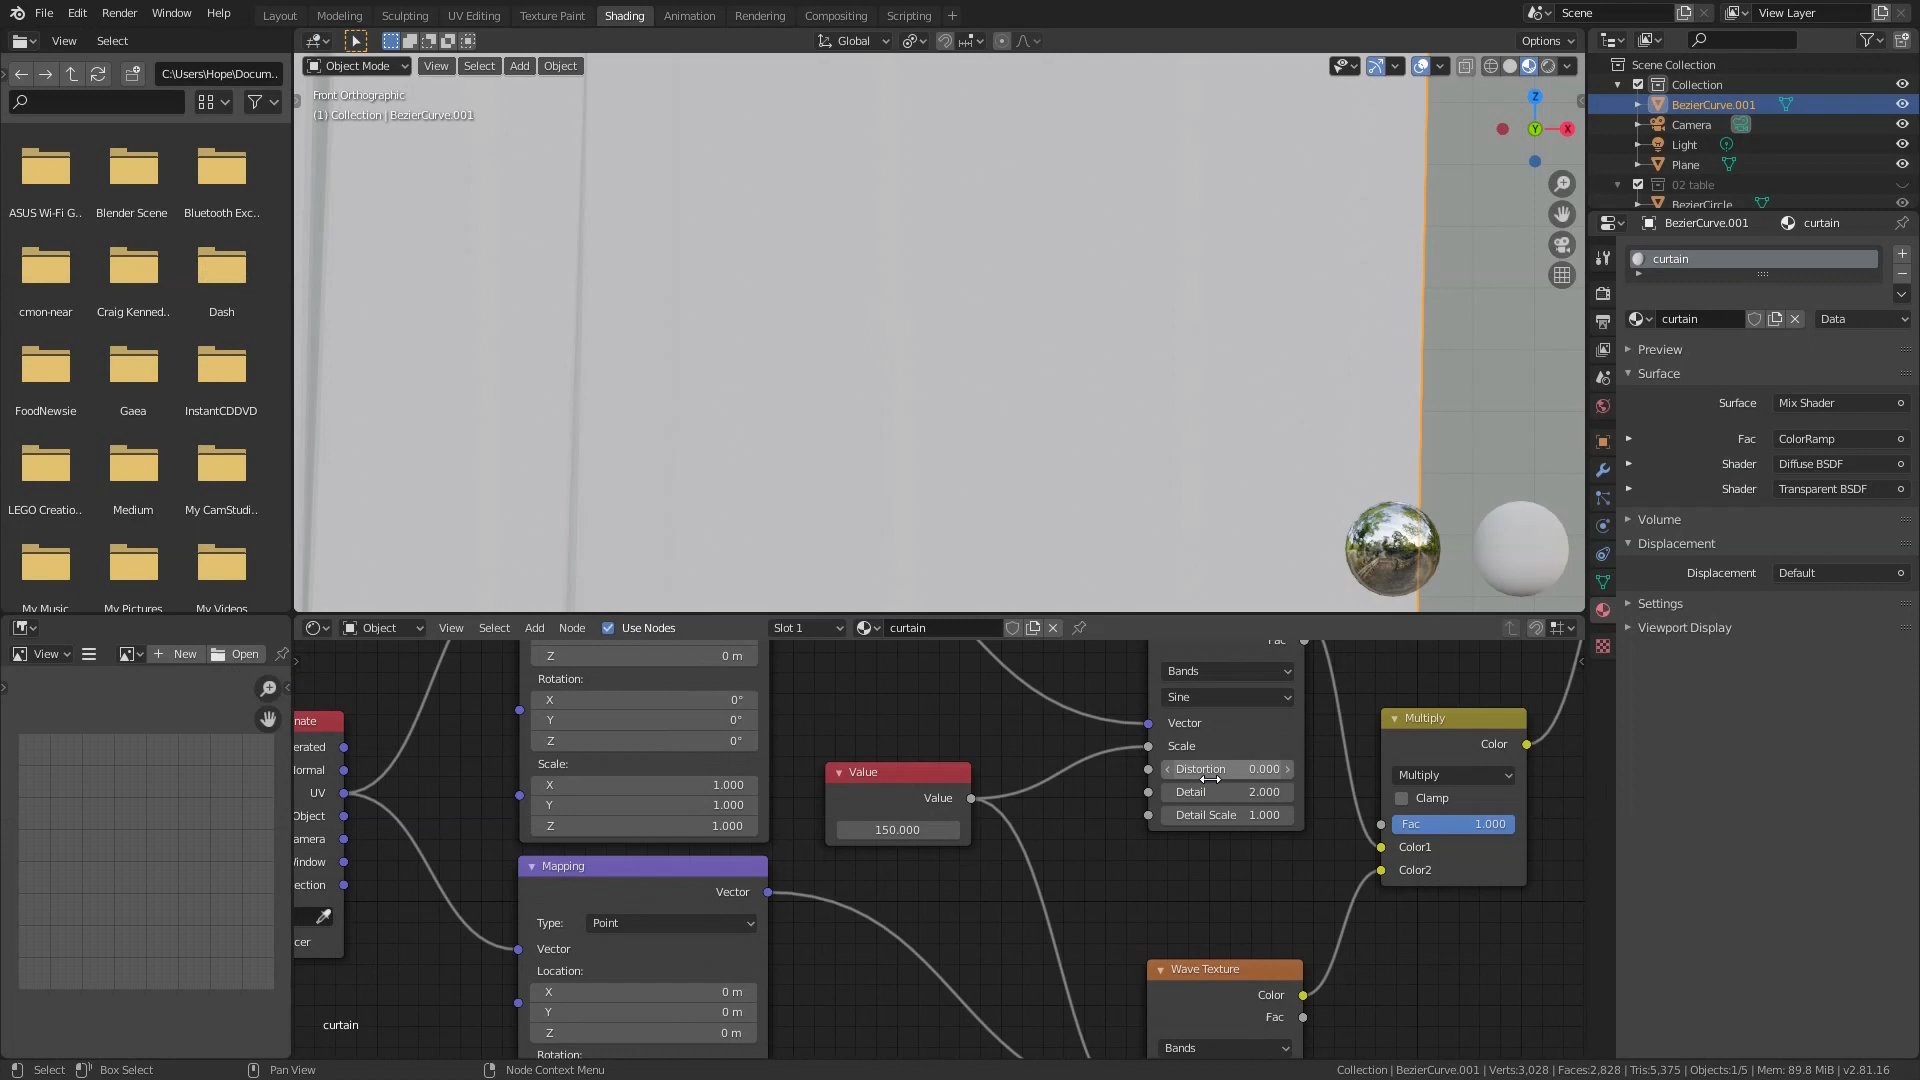 File Edit Render Window Help
Layout Modeling Sculpting UV Editing Texture Paint Shading Animation Rendering Compositing Scripting +
Scene
View Layer
View Select
Global
Options
C:\Users\Hope\Docum..
Object Mode
View Select Add Object
Front Orthographic
(1) Collection | BezierCurve.001
Z
Y
X
ASUS Wi-Fi G.. Blender Scene Bluetooth Exc..
cmon-near Craig Kenned.. Dash
FoodNewsie Gaea InstantCDDVD
LEGO Creatio.. Medium My CamStudi..
My Music My Pictures My Videos
Scene Collection
Collection
BezierCurve.001
Camera
Light
Plane
02 table
BezierCircle
BezierCurve.001 curtain
curtain
curtain
Data
Preview
Surface
Surface Mix Shader
Fac ColorRamp
Shader Diffuse BSDF
Shader Transparent BSDF
Volume
Displacement
Displacement Default
Settings
Viewport Display
View
New
Open
Object
View Select Add Node Use Nodes
Slot 1
curtain
nate
erated
ormal
UV
Object
amera
indow
ection
cer
Z 0 m
Rotation:
X 0°
Y 0°
Z 0°
Scale:
X 1.000
Y 1.000
Z 1.000
Mapping
Vector
Type: Point
Vector
Location:
X 0 m
Y 0 m
Z 0 m
Rotation:
Value
Value
150.000
Fac
Bands
Sine
Vector
Scale
Distortion 0.000
Detail 2.000
Detail Scale 1.000
Multiply
Color
Multiply
Clamp
Fac 1.000
Color1
Color2
Wave Texture
Color
Fac
Bands
curtain
Select Box Select Pan View Node Context Menu
Collection | BezierCurve.001 | Verts:3,028 | Faces:2,828 | Tris:5,375 | Objects:1/5 | Mem: 89.8 MiB | v2.81.16